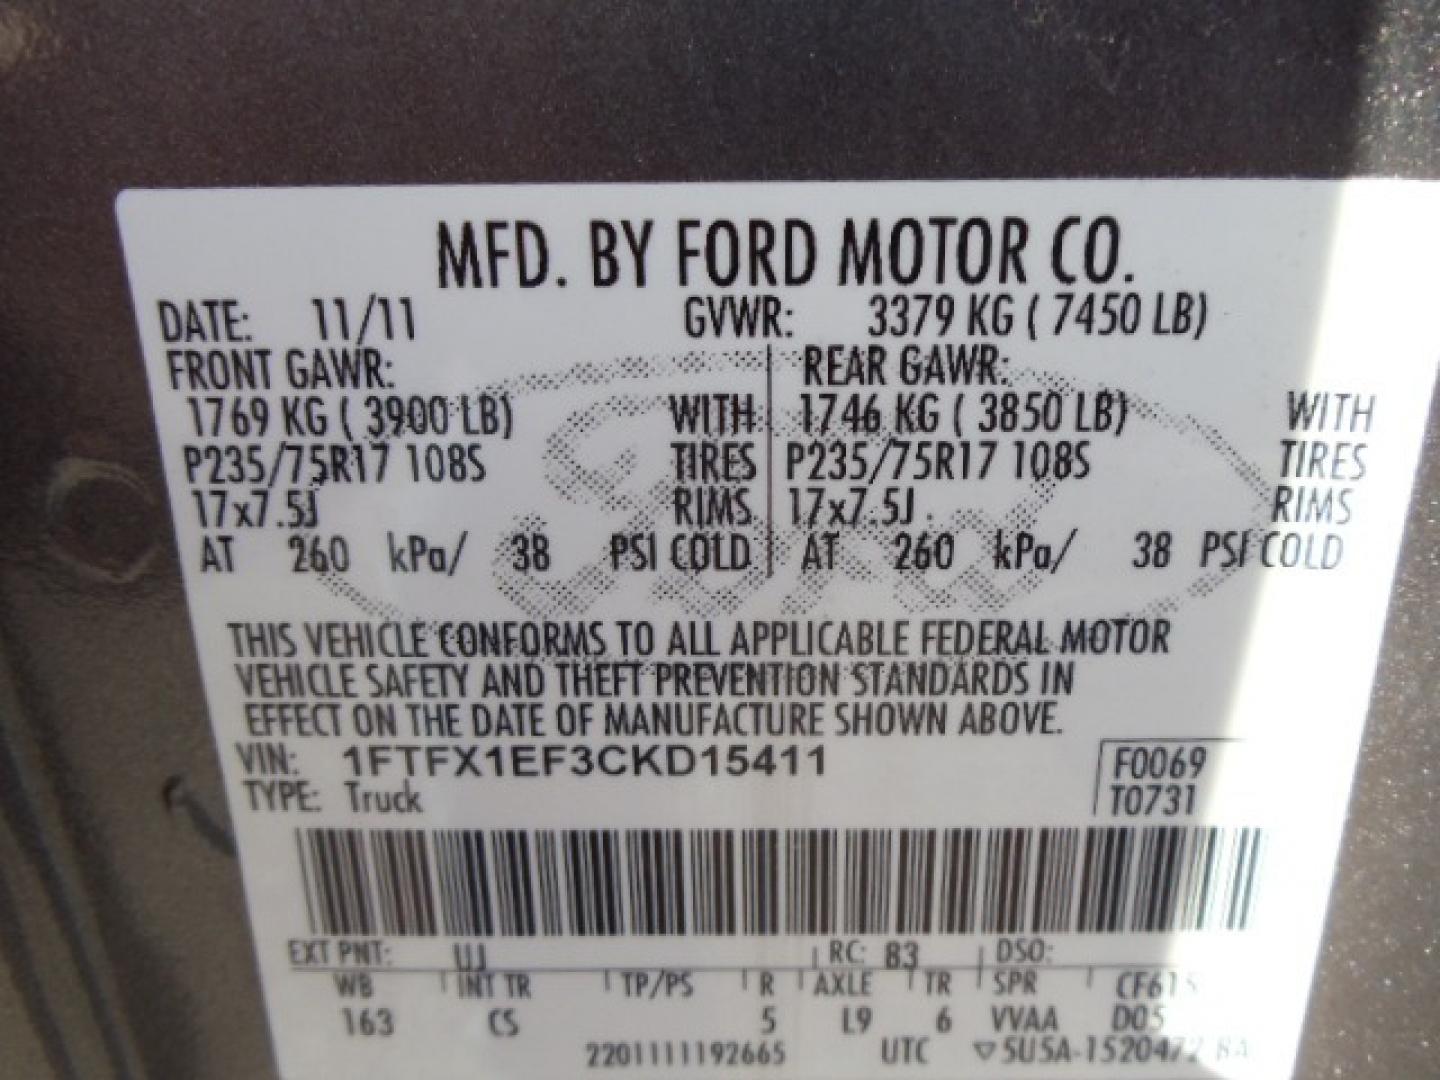 MFD. BY FORD MOTOR CO.
DATE: 11/11 GVWR: 3379 KG ( 7450 LB)
FRONT GAWR: REAR GAWR:
1769 KG ( 3900 LB) WITH 1746 KG ( 3850 LB) WITH
P235/75R17 108S TIRES P235/75R17 108S TIRES
17x7.5J RIMS 17x7.5J RIMS
AT 260 kPa/ 38 PSI COLD AT 260 kPa/ 38 PSI COLD
Ford
THIS VEHICLE CONFORMS TO ALL APPLICABLE FEDERAL MOTOR
VEHICLE SAFETY AND THEFT PREVENTION STANDARDS IN
EFFECT ON THE DATE OF MANUFACTURE SHOWN ABOVE.
VIN: 1FTFX1EF3CKD15411 F0069
TYPE: Truck T0731
EXT PNT: UJ RC: 83 DSO:
WB INT TR TP/PS R AXLE TR SPR CF615
163 CS 5 L9 6 VVAA D05
2201111192665 UTC ▽5U5A-1520472-BA